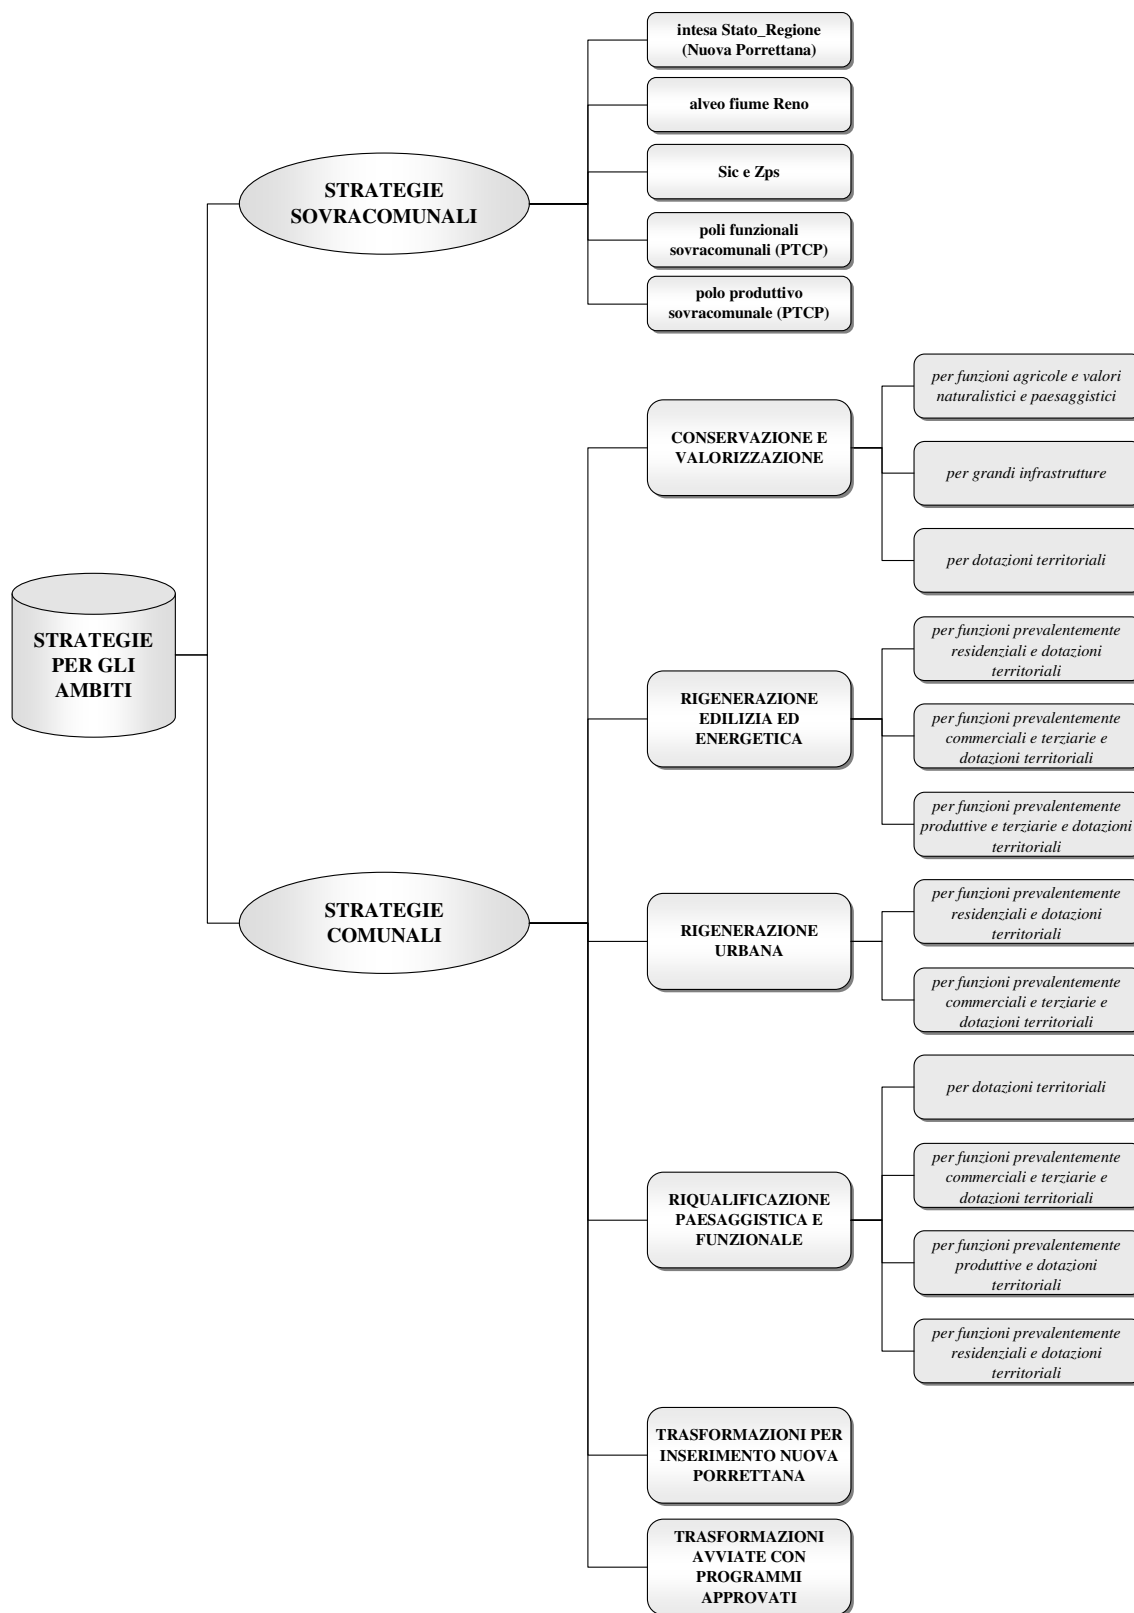 intesa Stato_Regione
(Nuova Porrettana)
alveo fiume Reno
Sic e Zps
poli funzionali
sovracomunali (PTCP)
polo produttivo
sovracomunale (PTCP)
STRATEGIE
SOVRACOMUNALI
per funzioni agricole e valori
naturalistici e paesaggistici
CONSERVAZIONE E
VALORIZZAZIONE
per grandi infrastrutture
per dotazioni territoriali
STRATEGIE
PER GLI
AMBITI
per funzioni prevalentemente
residenziali e dotazioni
territoriali
RIGENERAZIONE
EDILIZIA ED
ENERGETICA
per funzioni prevalentemente
commerciali e terziarie e
dotazioni territoriali
per funzioni prevalentemente
produttive e terziarie e dotazioni
territoriali
STRATEGIE
COMUNALI
RIGENERAZIONE
URBANA
per funzioni prevalentemente
residenziali e dotazioni
territoriali
per funzioni prevalentemente
commerciali e terziarie e
dotazioni territoriali
per dotazioni territoriali
RIQUALIFICAZIONE
PAESAGGISTICA E
FUNZIONALE
per funzioni prevalentemente
commerciali e terziarie e
dotazioni territoriali
per funzioni prevalentemente
produttive e dotazioni
territoriali
per funzioni prevalentemente
residenziali e dotazioni
territoriali
TRASFORMAZIONI PER
INSERIMENTO NUOVA
PORRETTANA
TRASFORMAZIONI
AVVIATE CON
PROGRAMMI
APPROVATI